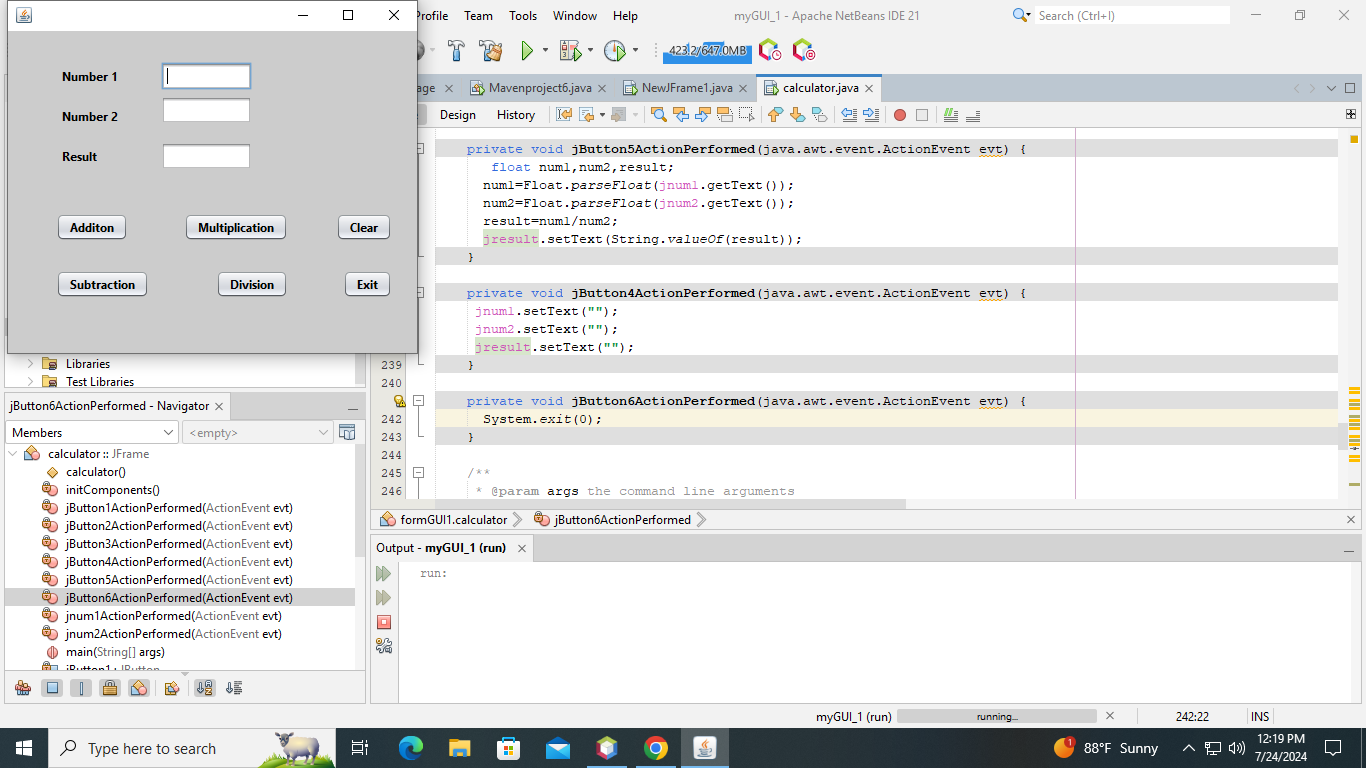 Profile Team Tools Window Help
myGUI_1 - Apache NetBeans IDE 21
Search (Ctrl+I)
423.2/647.0MB
Mavenproject6.java
NewJFrame1.java
calculator.java
Design
History
Number 1
Number 2
Result
Additon
Multiplication
Clear
Subtraction
Division
Exit
private void jButton5ActionPerformed(java.awt.event.ActionEvent evt) {
float num1,num2,result;
num1=Float.parseFloat(jnum1.getText());
num2=Float.parseFloat(jnum2.getText());
result=num1/num2;
jresult.setText(String.valueOf(result));
}
private void jButton4ActionPerformed(java.awt.event.ActionEvent evt) {
jnum1.setText("");
jnum2.setText("");
jresult.setText("");
239 }
240
private void jButton6ActionPerformed(java.awt.event.ActionEvent evt) {
242 System.exit(0);
243 }
244
245 /**
246 * @param args the command line arguments
Libraries
Test Libraries
jButton6ActionPerformed - Navigator
Members
<empty>
calculator :: JFrame
calculator()
initComponents()
jButton1ActionPerformed(ActionEvent evt)
jButton2ActionPerformed(ActionEvent evt)
jButton3ActionPerformed(ActionEvent evt)
jButton4ActionPerformed(ActionEvent evt)
jButton5ActionPerformed(ActionEvent evt)
jButton6ActionPerformed(ActionEvent evt)
jnum1ActionPerformed(ActionEvent evt)
jnum2ActionPerformed(ActionEvent evt)
main(String[] args)
jButton1 : JButton
formGUI1.calculator
jButton6ActionPerformed
Output - myGUI_1 (run)
run:
myGUI_1 (run)
running...
242:22
INS
Type here to search
1
88°F Sunny
12:19 PM
7/24/2024